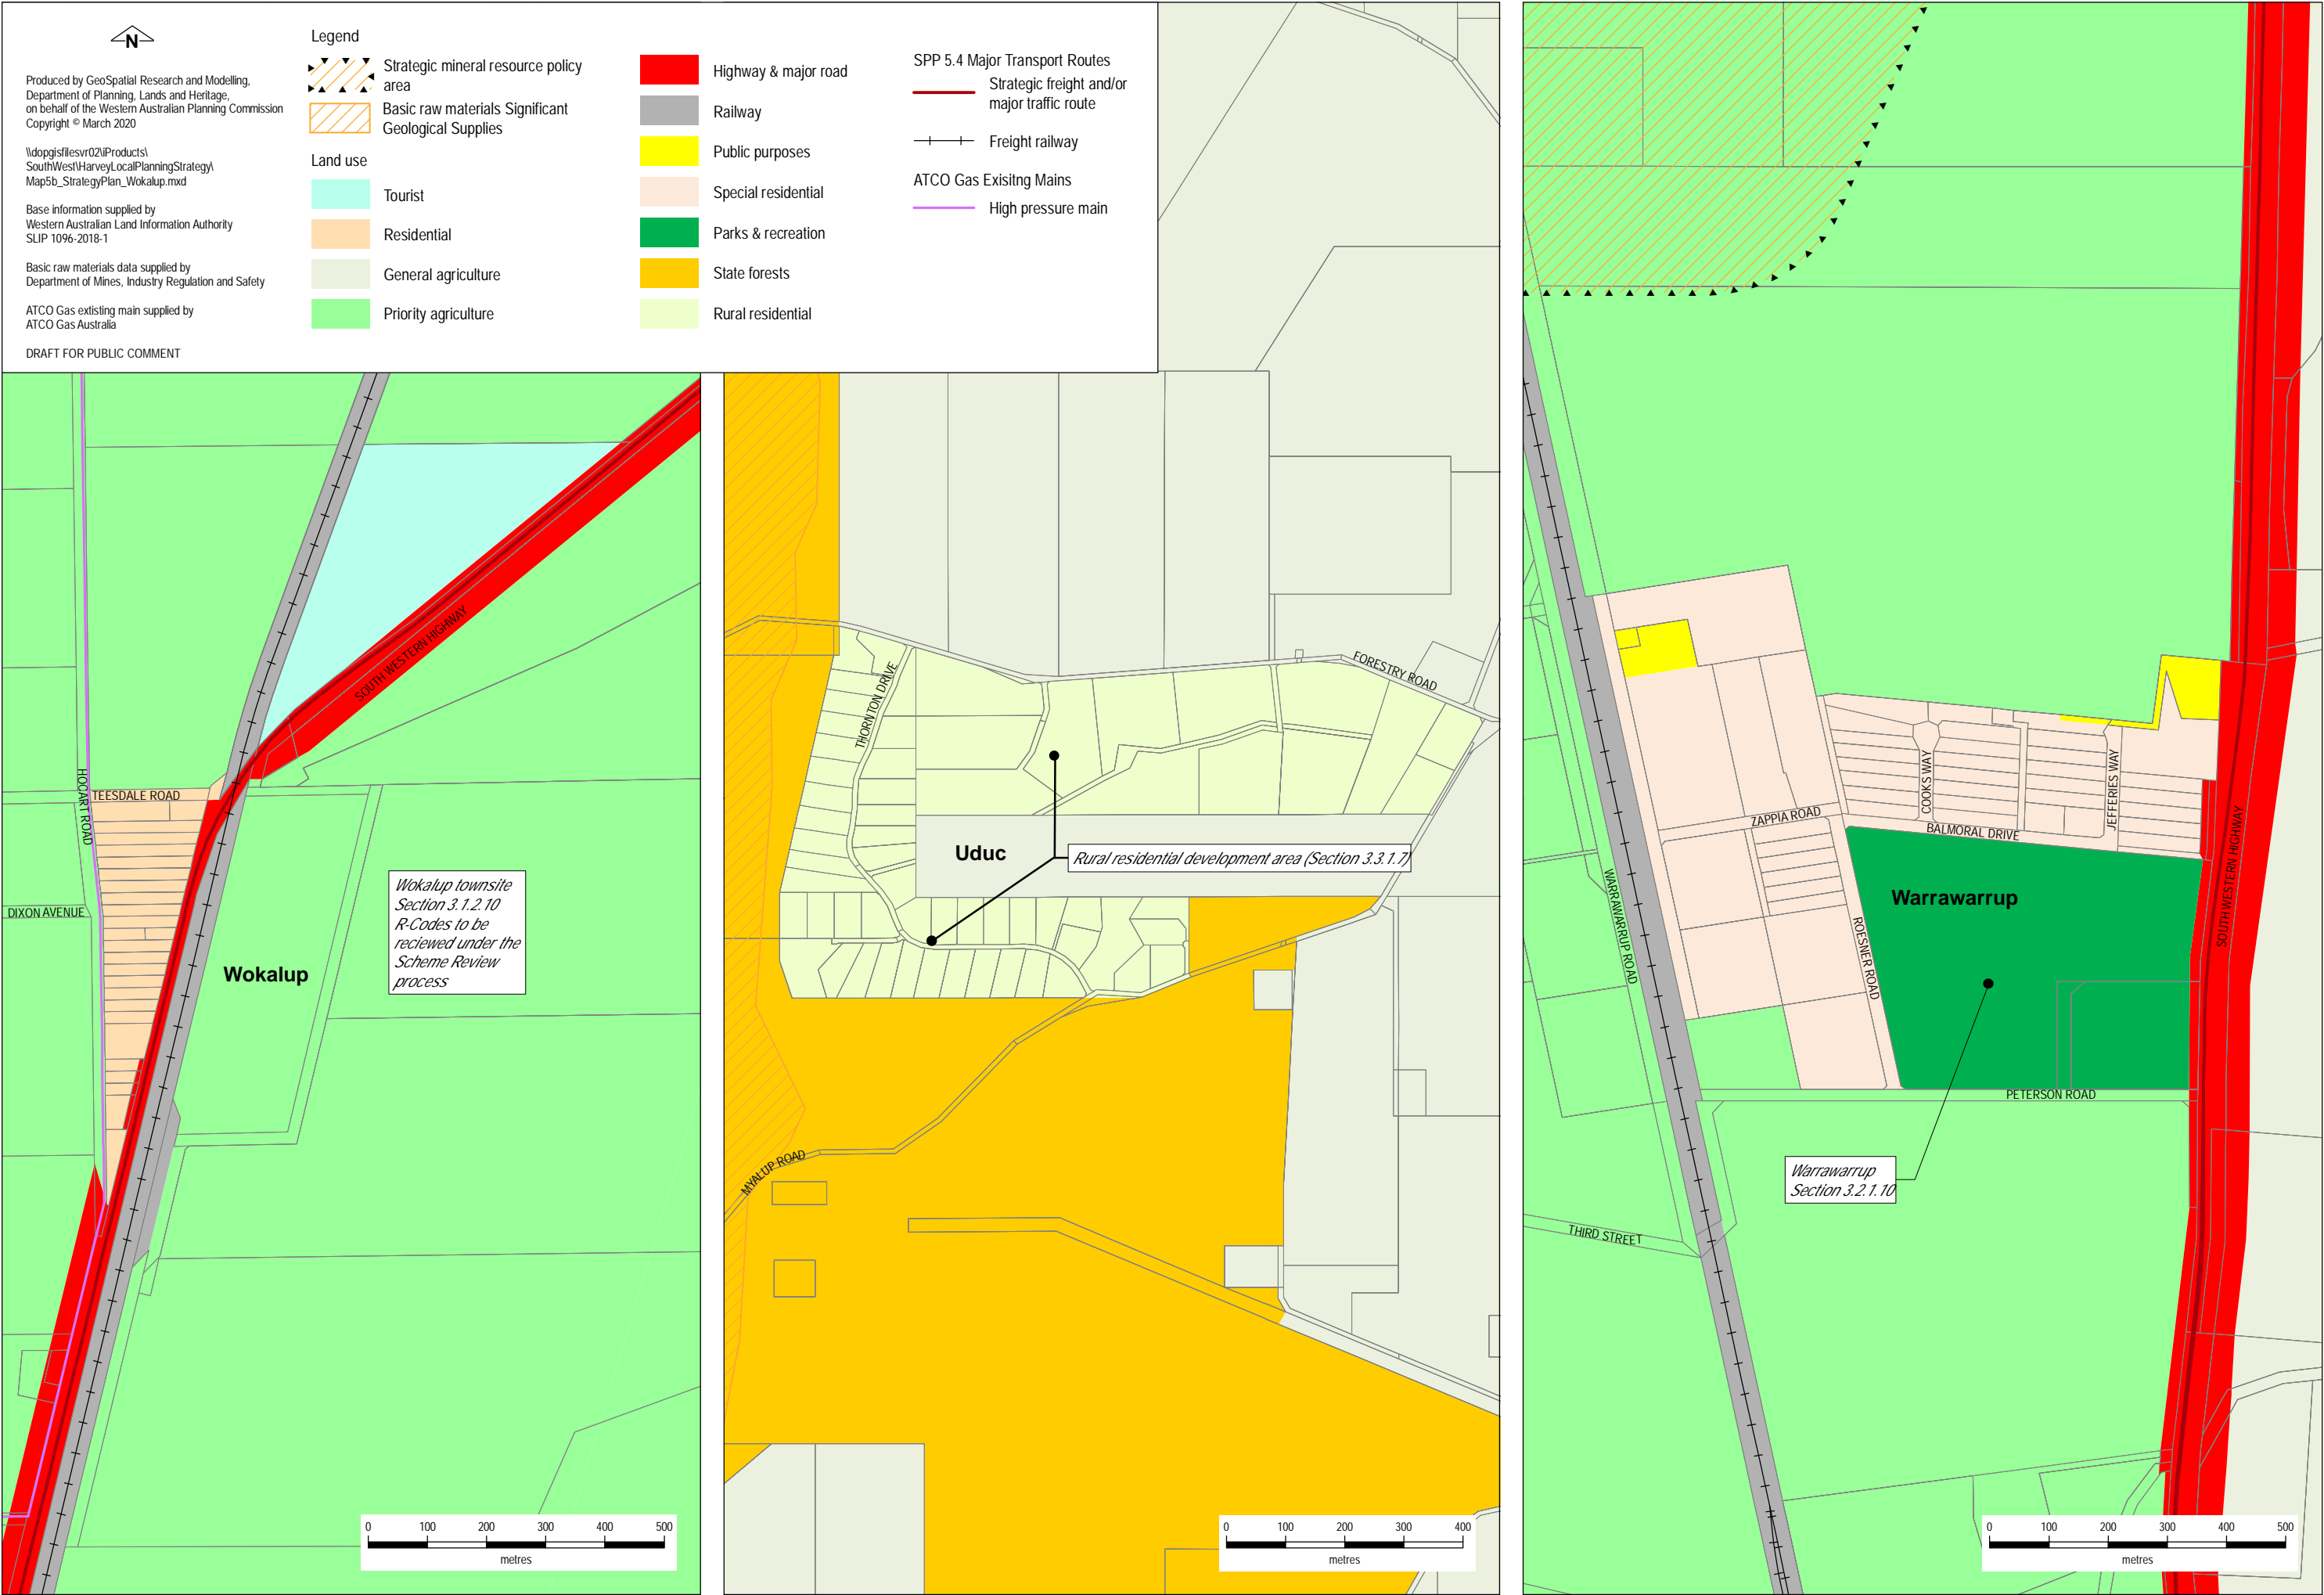 N
Produced by GeoSpatial Research and Modelling,
Department of Planning, Lands and Heritage,
on behalf of the Western Australian Planning Commission
Copyright © March 2020
\\dopgisfilesvr02\iProducts\
SouthWest\HarveyLocalPlanningStrategy\
Map5b_StrategyPlan_Wokalup.mxd
Base information supplied by
Western Australian Land Information Authority
SLIP 1096-2018-1
Basic raw materials data supplied by
Department of Mines, Industry Regulation and Safety
ATCO Gas extisting main supplied by
ATCO Gas Australia
DRAFT FOR PUBLIC COMMENT
Legend
Strategic mineral resource policy
area
Basic raw materials Significant
Geological Supplies
Land use
Tourist
Residential
General agriculture
Priority agriculture
Highway & major road
Railway
Public purposes
Special residential
Parks & recreation
State forests
Rural residential
SPP 5.4 Major Transport Routes
Strategic freight and/or
major traffic route
Freight railway
ATCO Gas Exisitng Mains
High pressure main
SOUTH WESTERN HIGHWAY
HOCART ROAD
TEESDALE ROAD
DIXON AVENUE
Wokalup townsite
Section 3.1.2.10
R-Codes to be
reciewed under the
Scheme Review
process
Wokalup
0 100 200 300 400 500
metres
THORNTON DRIVE
FORESTRY ROAD
Uduc
Rural residential development area (Section 3.3.1.7)
MYALUP ROAD
0 100 200 300 400
metres
COOKS WAY
JEFFERIES WAY
ZAPPIA ROAD
BALMORAL DRIVE
SOUTH WESTERN HIGHWAY
WARRAWARRUP ROAD
Warrawarrup
ROESNER ROAD
PETERSON ROAD
Warrawarrup
Section 3.2.1.10
THIRD STREET
0 100 200 300 400 500
metres